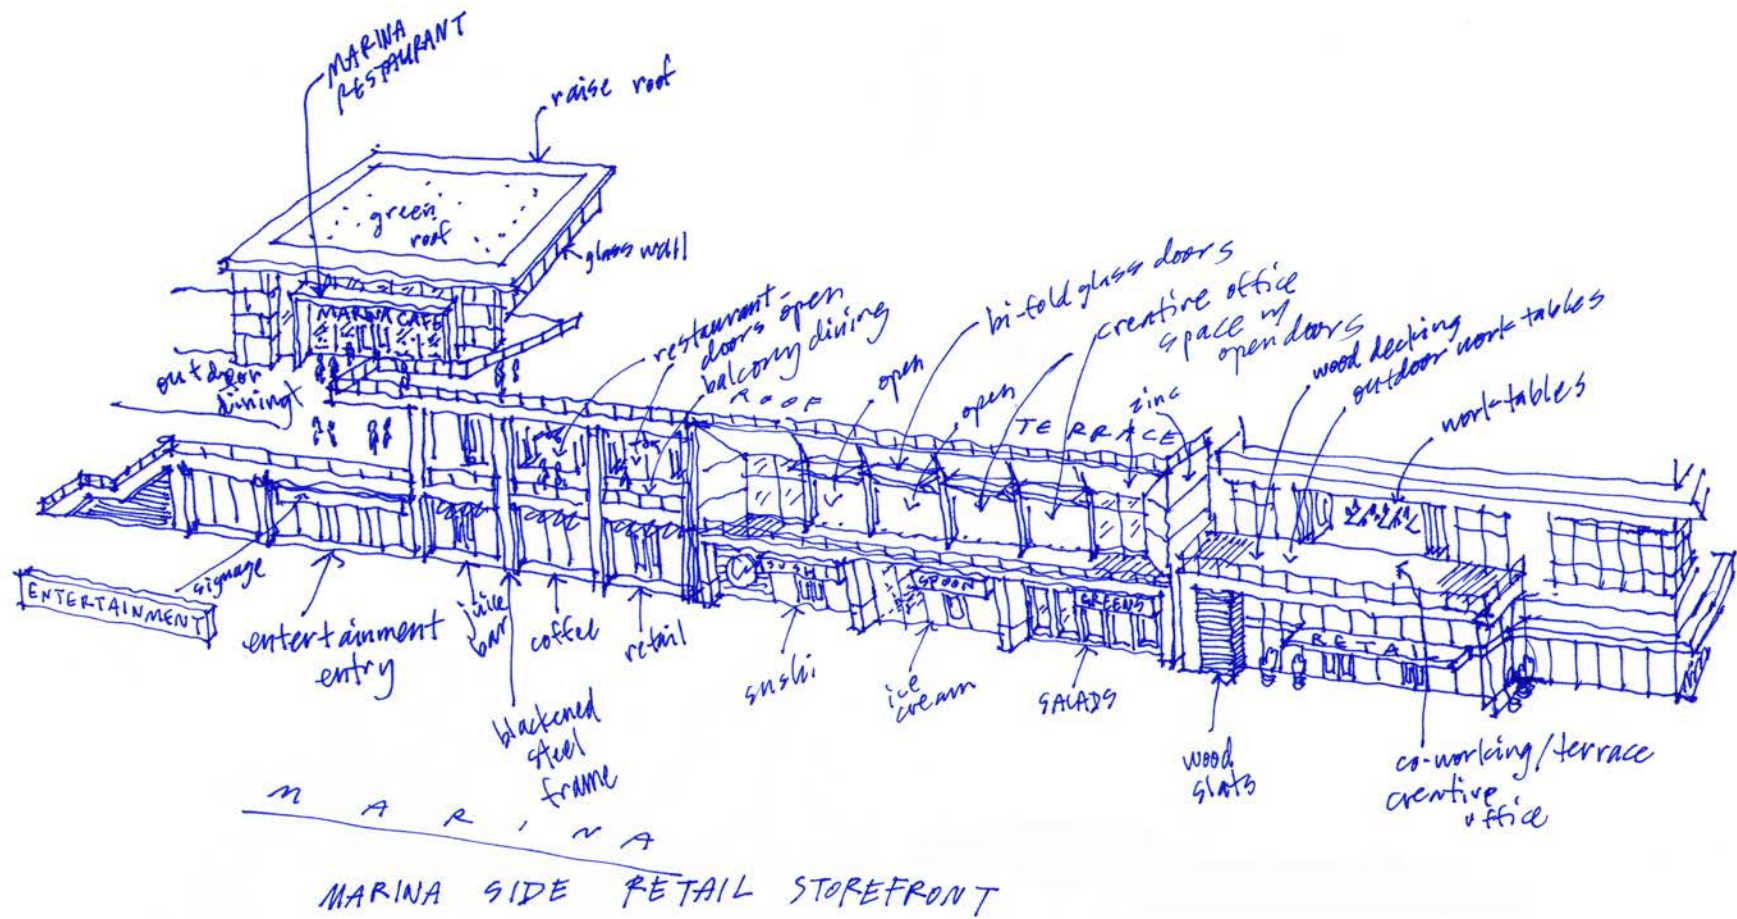 MARINA
RESTAURANT
raise roof
green
roof
glass wall
MARINA CAFE
outdoor
dining
restaurant-
doors open
balcony dining
bi-fold glass doors
creative office
space w/
open doors
open
open
wood decking
outdoor work tables
work tables
zinc
ROOF
TERRACE
SUSHI
SPOON
GREENS
RETAIL
signage
ENTERTAINMENT
entertainment
entry
juice
bar
coffee
retail
sushi
ice
cream
SALADS
blackened
steel
frame
wood
slats
co-working/terrace
creative
office
MARINA
MARINA SIDE RETAIL STOREFRONT